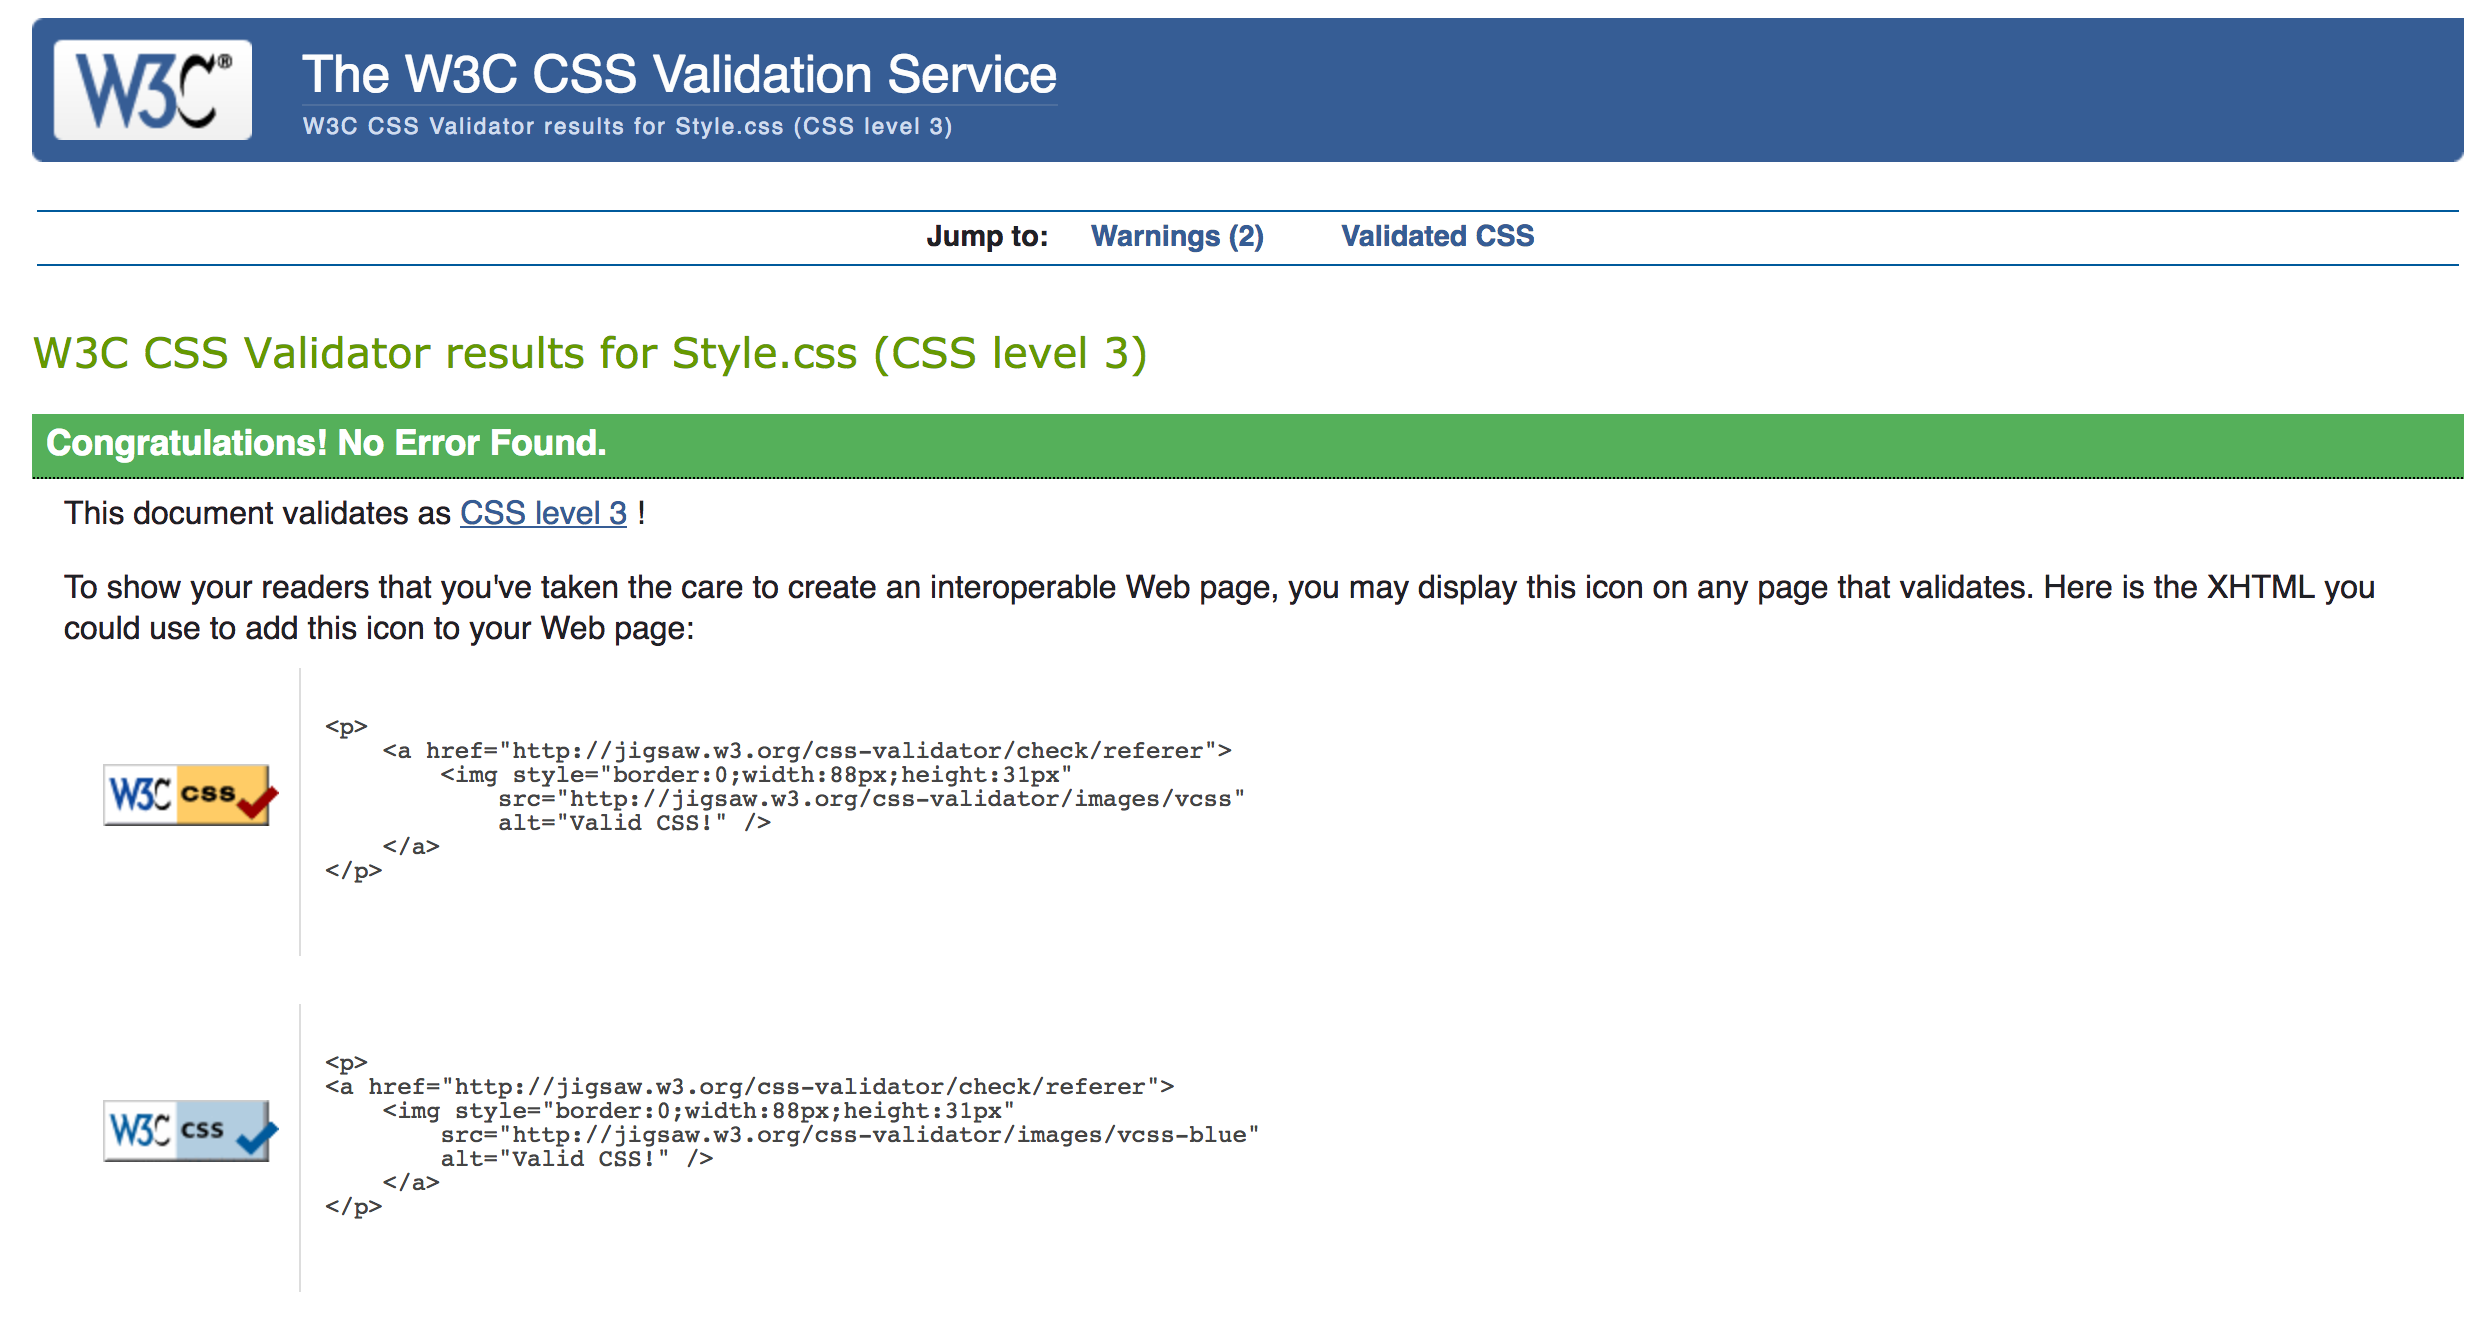 W3C®
The W3C CSS Validation Service
W3C CSS Validator results for Style.css (CSS level 3)
Jump to: Warnings (2) Validated CSS
W3C CSS Validator results for Style.css (CSS level 3)
Congratulations! No Error Found.
This document validates as CSS level 3 !
To show your readers that you've taken the care to create an interoperable Web page, you may display this icon on any page that validates. Here is the XHTML you
could use to add this icon to your Web page:
W3C css
<p>
<a href="http://jigsaw.w3.org/css-validator/check/referer">
<img style="border:0;width:88px;height:31px"
src="http://jigsaw.w3.org/css-validator/images/vcss"
alt="Valid CSS!" />
</a>
</p>
W3C css
<p>
<a href="http://jigsaw.w3.org/css-validator/check/referer">
<img style="border:0;width:88px;height:31px"
src="http://jigsaw.w3.org/css-validator/images/vcss-blue"
alt="Valid CSS!" />
</a>
</p>